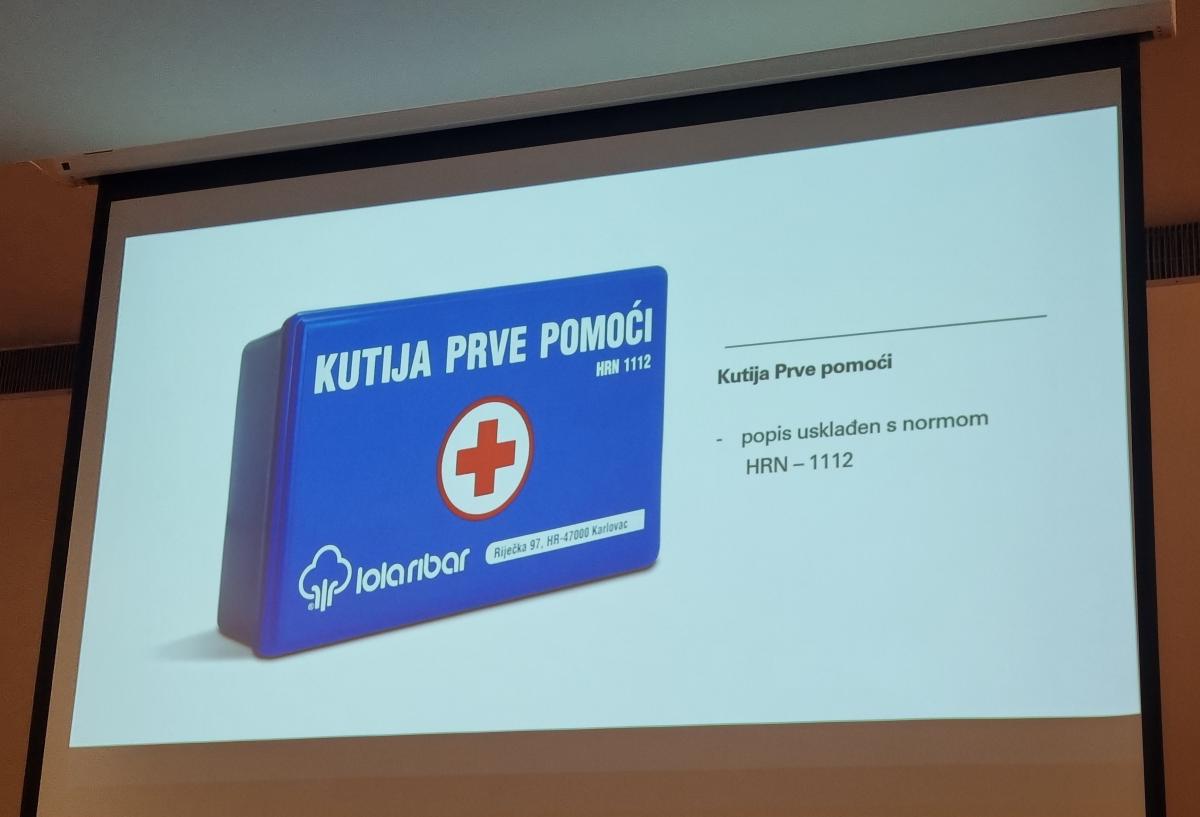 KUTIJA PRVE POMOĆI
HRN 1112
lolaribar
Riječka 97, HR-47000 Karlovac
Kutija Prve pomoći
- popis usklađen s normom
HRN – 1112